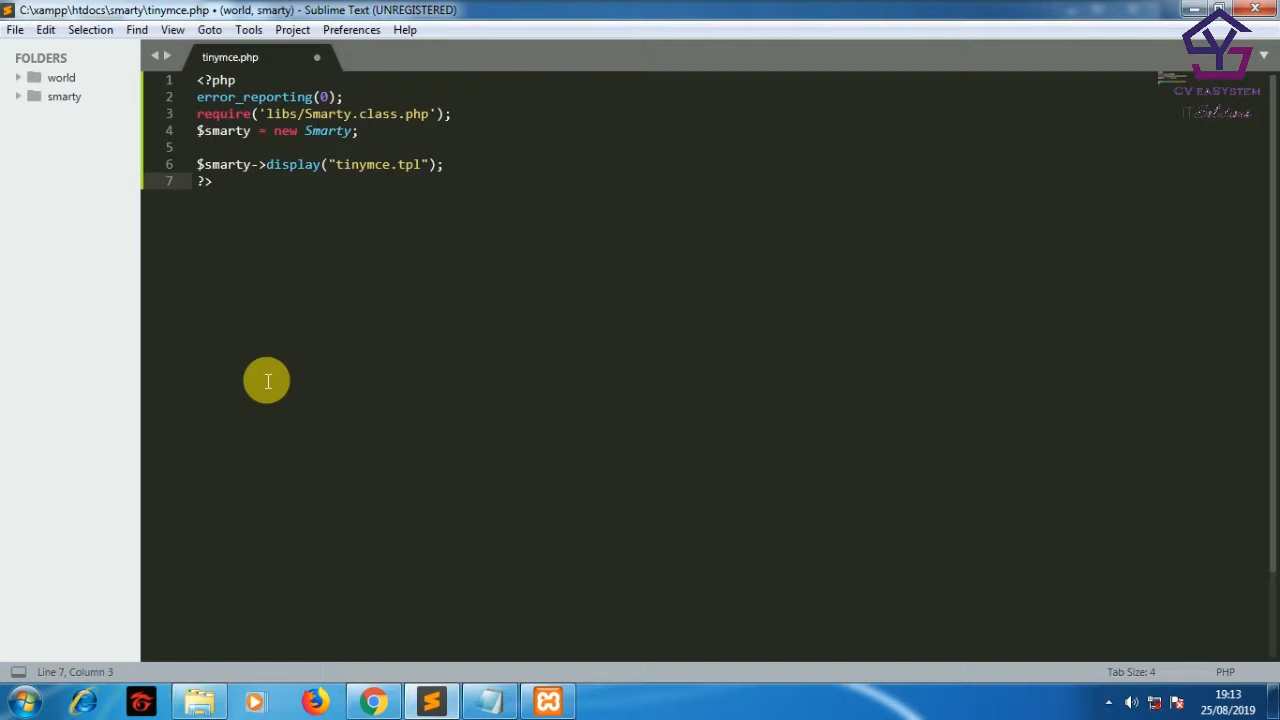 C:\xampp\htdocs\smarty\tinymce.php • (world, smarty) - Sublime Text (UNREGISTERED)
File Edit Selection Find View Goto Tools Project Preferences Help
FOLDERS
world
smarty
tinymce.php
1 <?php
2 error_reporting(0);
3 require('libs/Smarty.class.php');
4 $smarty = new Smarty;
5
6 $smarty->display("tinymce.tpl");
7 ?>
CV EASYSTEM
IT Solutions
Line 7, Column 3
Tab Size: 4
PHP
19:13
25/08/2019